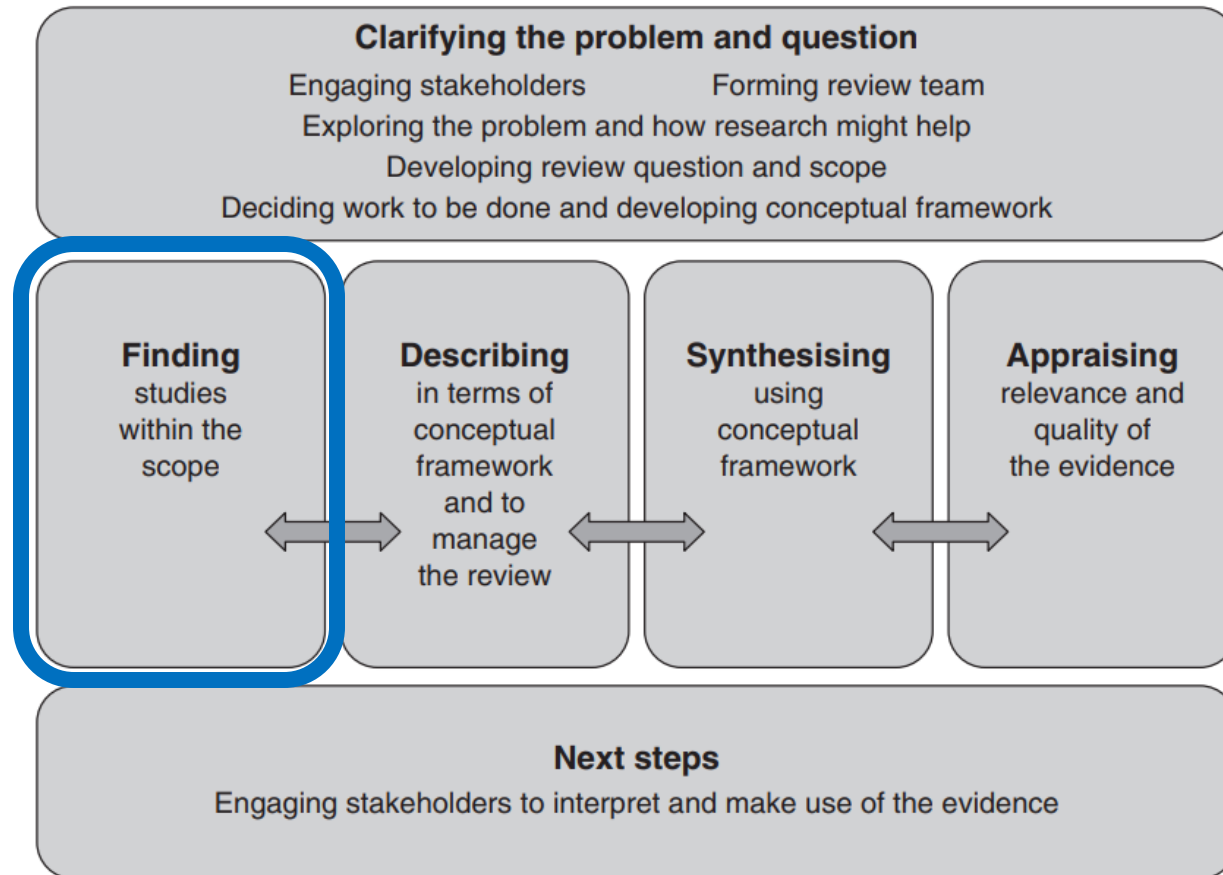 Clarifying the problem and question
Engaging stakeholders Forming review team
Exploring the problem and how research might help
Developing review question and scope
Deciding work to be done and developing conceptual framework
Finding
studies
within the
scope
Describing
in terms of
conceptual
framework
and to
manage
the review
Synthesising
using
conceptual
framework
Appraising
relevance and
quality of
the evidence
Next steps
Engaging stakeholders to interpret and make use of the evidence